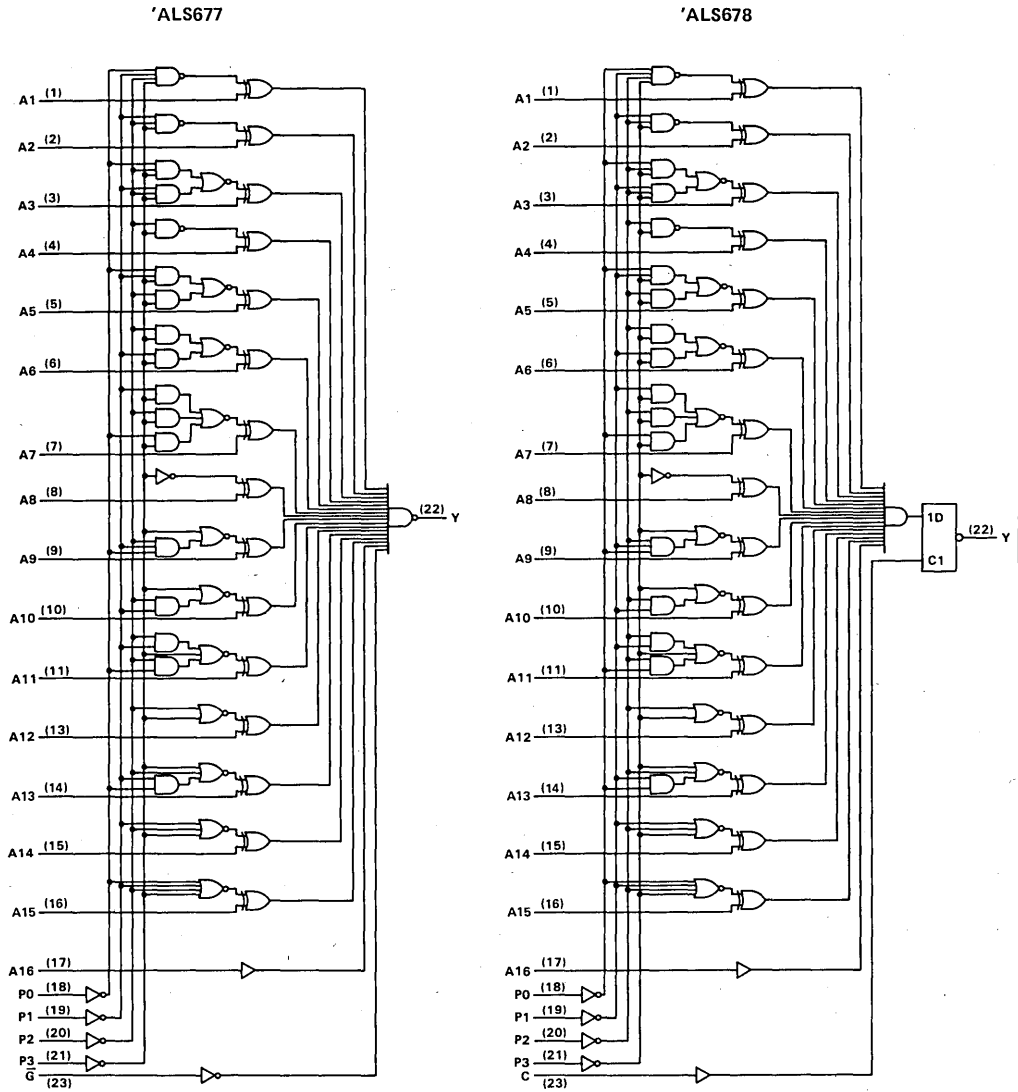 'ALS677
A1 (1)
A2 (2)
A3 (3)
A4 (4)
A5 (5)
A6 (6)
A7 (7)
A8 (8)
A9 (9)
A10 (10)
A11 (11)
A12 (13)
A13 (14)
A14 (15)
A15 (16)
A16 (17)
P0 (18)
P1 (19)
P2 (20)
P3 (21)
G̅ (23)
(22) Y
'ALS678
A1 (1)
A2 (2)
A3 (3)
A4 (4)
A5 (5)
A6 (6)
A7 (7)
A8 (8)
A9 (9)
A10 (10)
A11 (11)
A12 (13)
A13 (14)
A14 (15)
A15 (16)
A16 (17)
P0 (18)
P1 (19)
P2 (20)
P3 (21)
C (23)
1D
C1
(22) Y